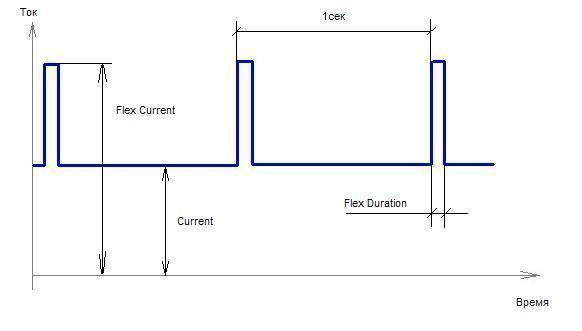 Ток
1сек
Flex Current
Flex Duration
Current
Время